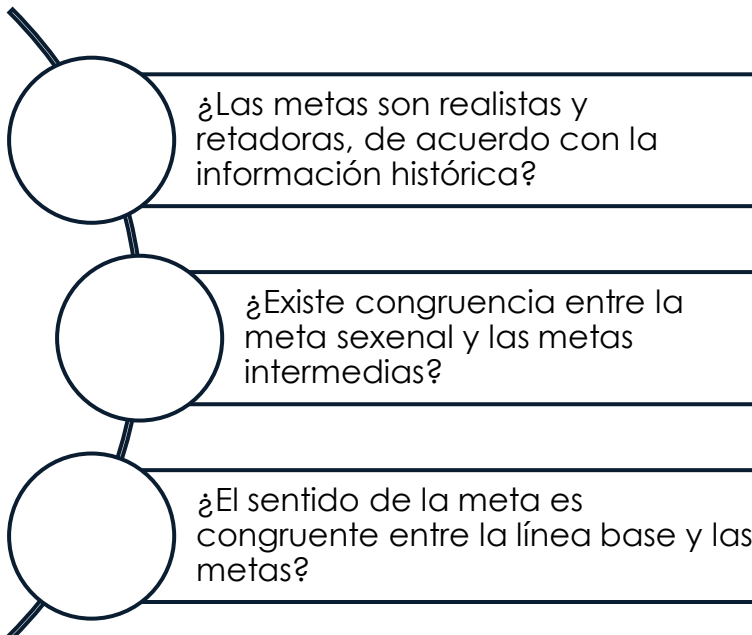 ¿Las metas son realistas y
retadoras, de acuerdo con la
información histórica?
¿Existe congruencia entre la
meta sexenal y las metas
intermedias?
¿El sentido de la meta es
congruente entre la línea base y las
metas?